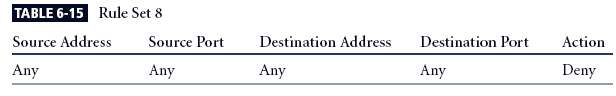 TABLE 6-15 Rule Set 8
Source Address Source Port Destination Address Destination Port Action
Any Any Any Any Deny